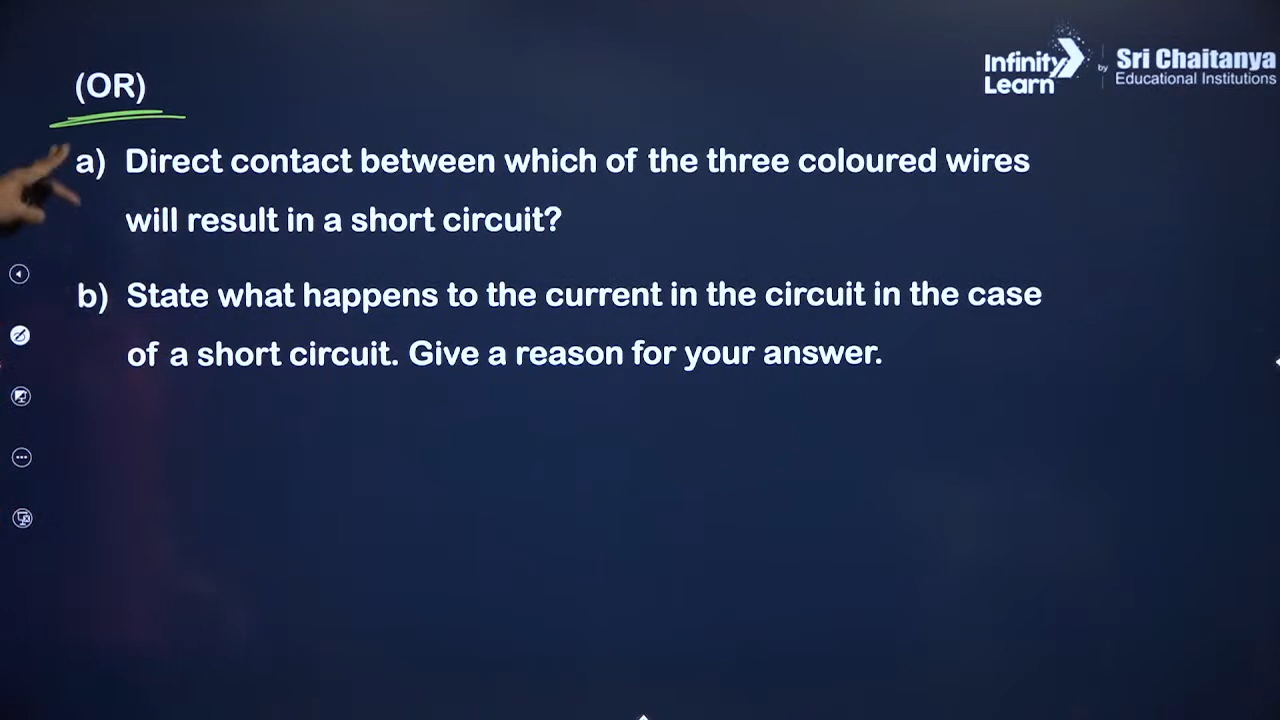 (OR)
Infinity Learn by Sri Chaitanya Educational Institutions
a) Direct contact between which of the three coloured wires
will result in a short circuit?
b) State what happens to the current in the circuit in the case
of a short circuit. Give a reason for your answer.